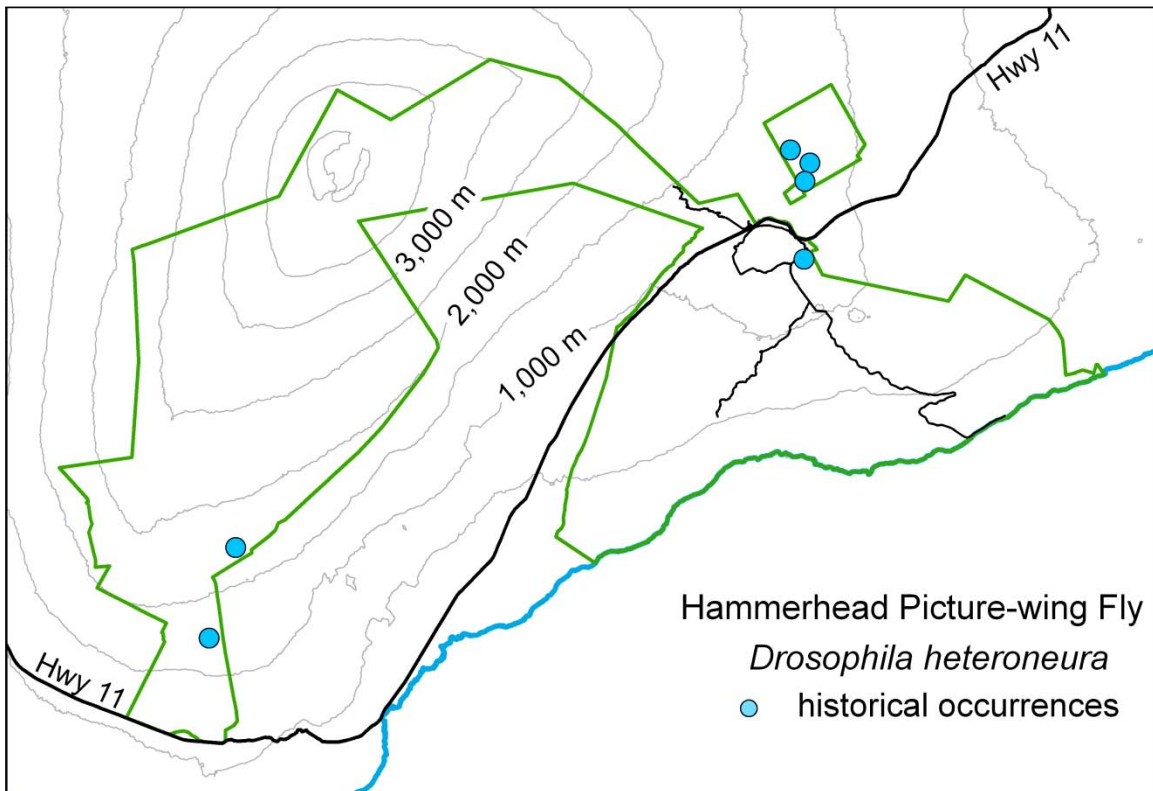 Hwy 11
3,000 m
2,000 m
1,000 m
Hammerhead Picture-wing Fly
Drosophila heteroneura
historical occurrences
Hwy 11